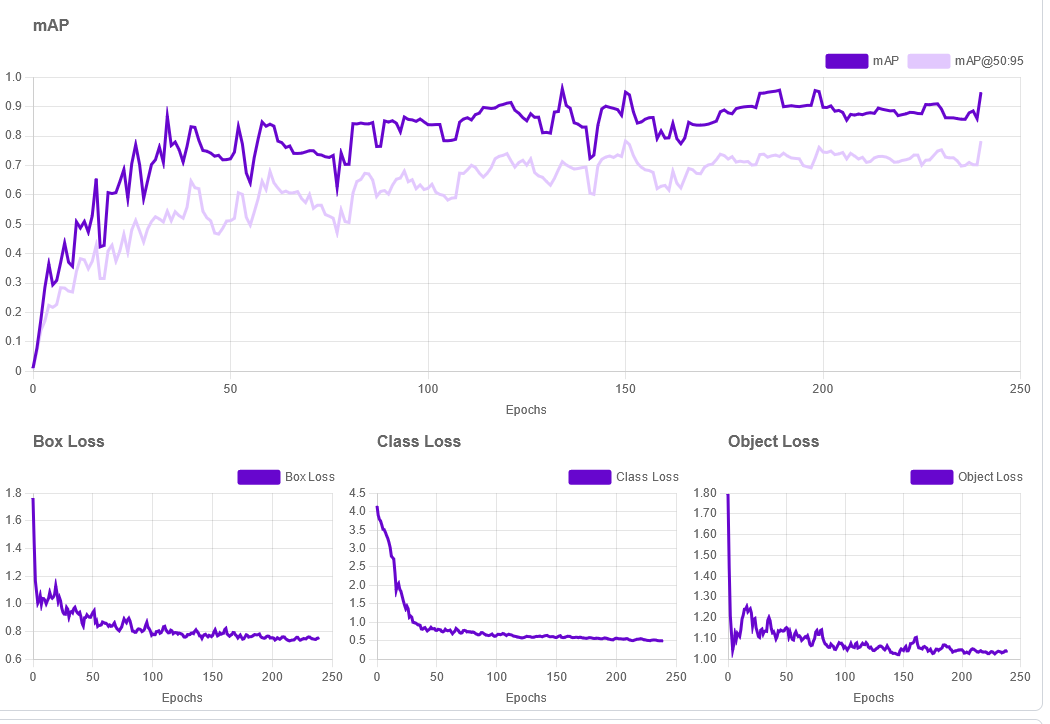 mAP
mAP mAP@50:95
1.0
0.9
0.8
0.7
0.6
0.5
0.4
0.3
0.2
0.1
0
0 50 100 150 200 250
Epochs
Box Loss
Box Loss
1.8
1.6
1.4
1.2
1.0
0.8
0.6
0 50 100 150 200 250
Epochs
Class Loss
Class Loss
4.5
4.0
3.5
3.0
2.5
2.0
1.5
1.0
0.5
0
0 50 100 150 200 250
Epochs
Object Loss
Object Loss
1.80
1.70
1.60
1.50
1.40
1.30
1.20
1.10
1.00
0 50 100 150 200 250
Epochs